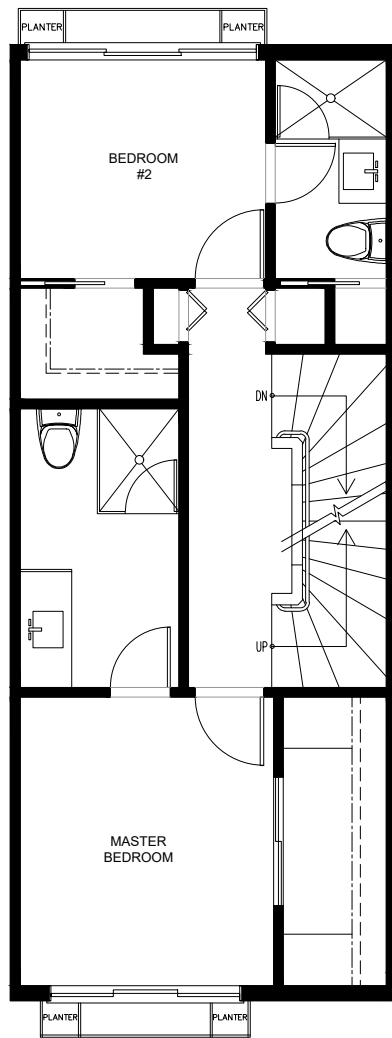 PLANTER
PLANTER
BEDROOM
#2
DN
UP
MASTER
BEDROOM
PLANTER
PLANTER